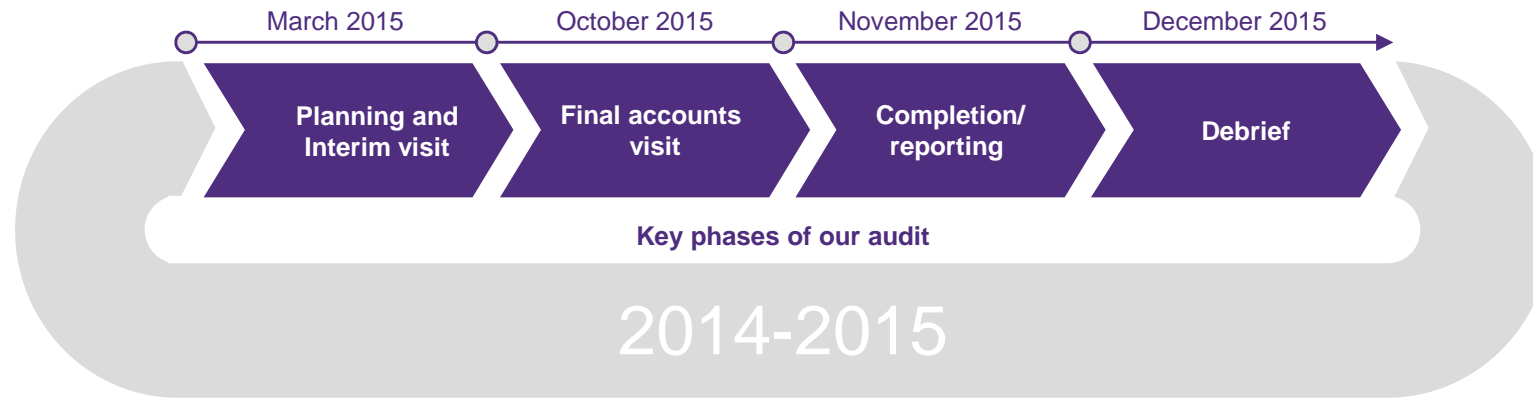 March 2015
October 2015
November 2015
December 2015
Planning and
Interim visit
Final accounts
visit
Completion/
reporting
Debrief
Key phases of our audit
2014-2015